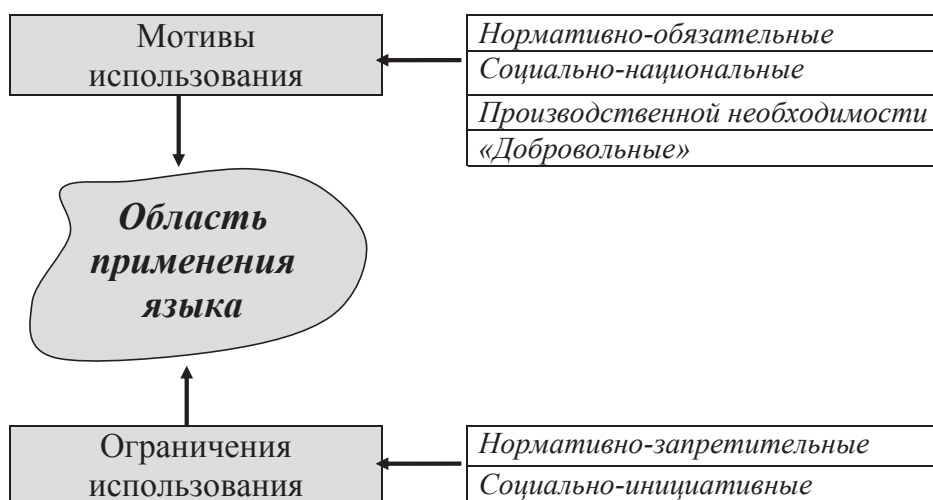 Мотивы
использования
Нормативно-обязательные
Социально-национальные
Производственной необходимости
«Добровольные»
Область
применения
языка
Ограничения
использования
Нормативно-запретительные
Социально-инициативные